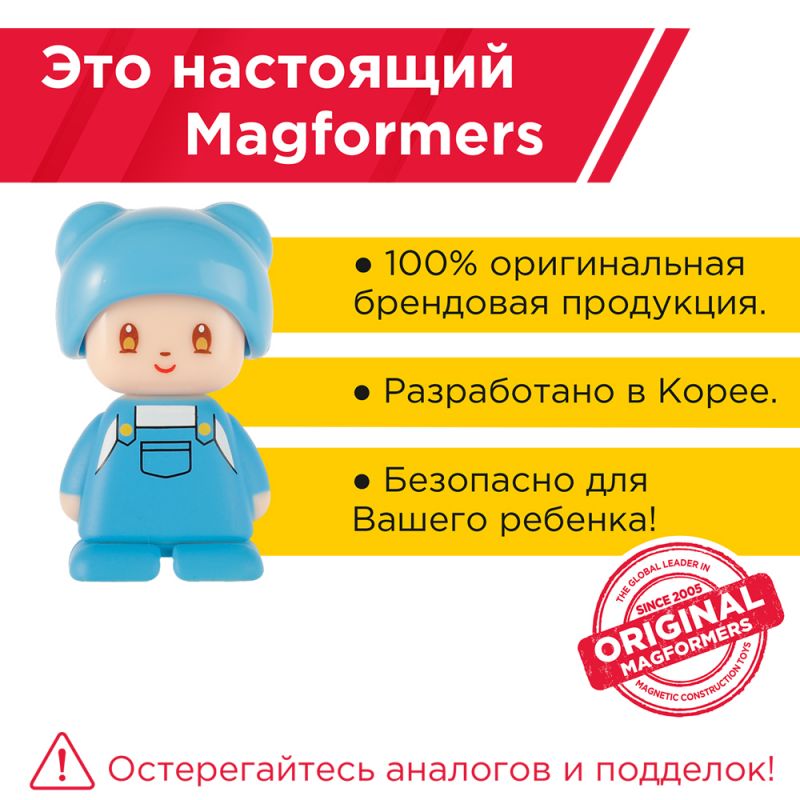 Это настоящий
Magformers
● 100% оригинальная
брендовая продукция.
● Разработано в Корее.
● Безопасно для
Вашего ребенка!
THE GLOBAL LEADER IN
SINCE 2005
ORIGINAL
MAGFORMERS
MAGNETIC CONSTRUCTION TOYS
Остерегайтесь аналогов и подделок!